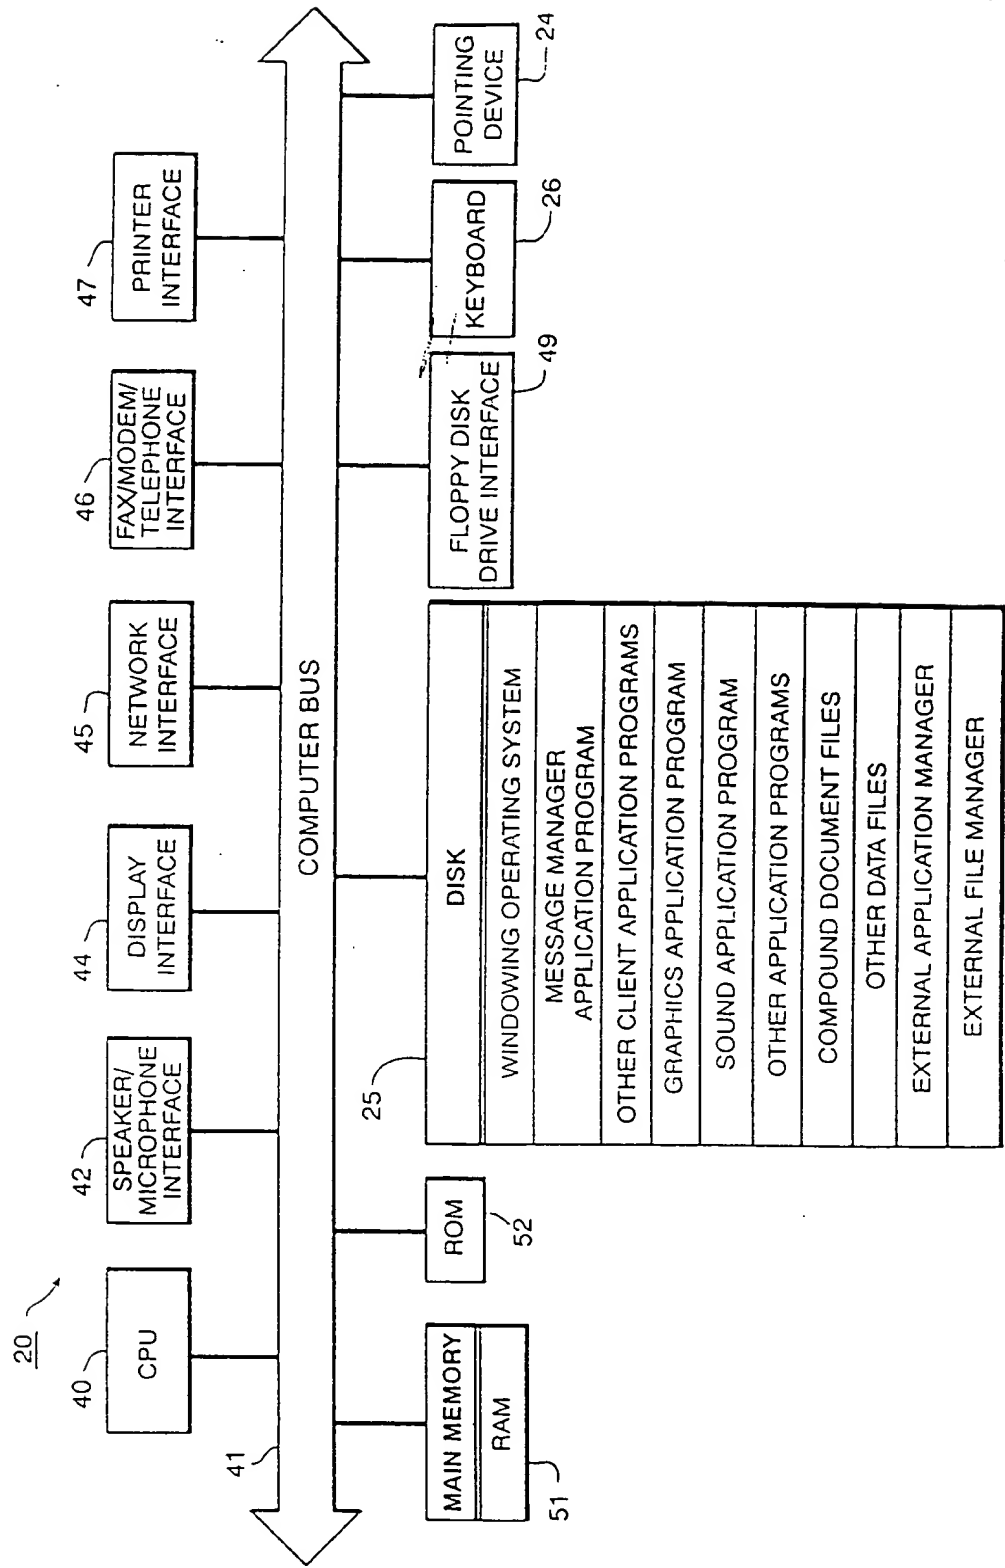 20
40
CPU
42
SPEAKER/
MICROPHONE
INTERFACE
44
DISPLAY
INTERFACE
45
NETWORK
INTERFACE
46
FAX/MODEM/
TELEPHONE
INTERFACE
47
PRINTER
INTERFACE
41
COMPUTER BUS
MAIN MEMORY
RAM
51
ROM
52
25
DISK
WINDOWING OPERATING SYSTEM
MESSAGE MANAGER
APPLICATION PROGRAM
OTHER CLIENT APPLICATION PROGRAMS
GRAPHICS APPLICATION PROGRAM
SOUND APPLICATION PROGRAM
OTHER APPLICATION PROGRAMS
COMPOUND DOCUMENT FILES
OTHER DATA FILES
EXTERNAL APPLICATION MANAGER
EXTERNAL FILE MANAGER
FLOPPY DISK
DRIVE INTERFACE
49
KEYBOARD
26
POINTING
DEVICE
24